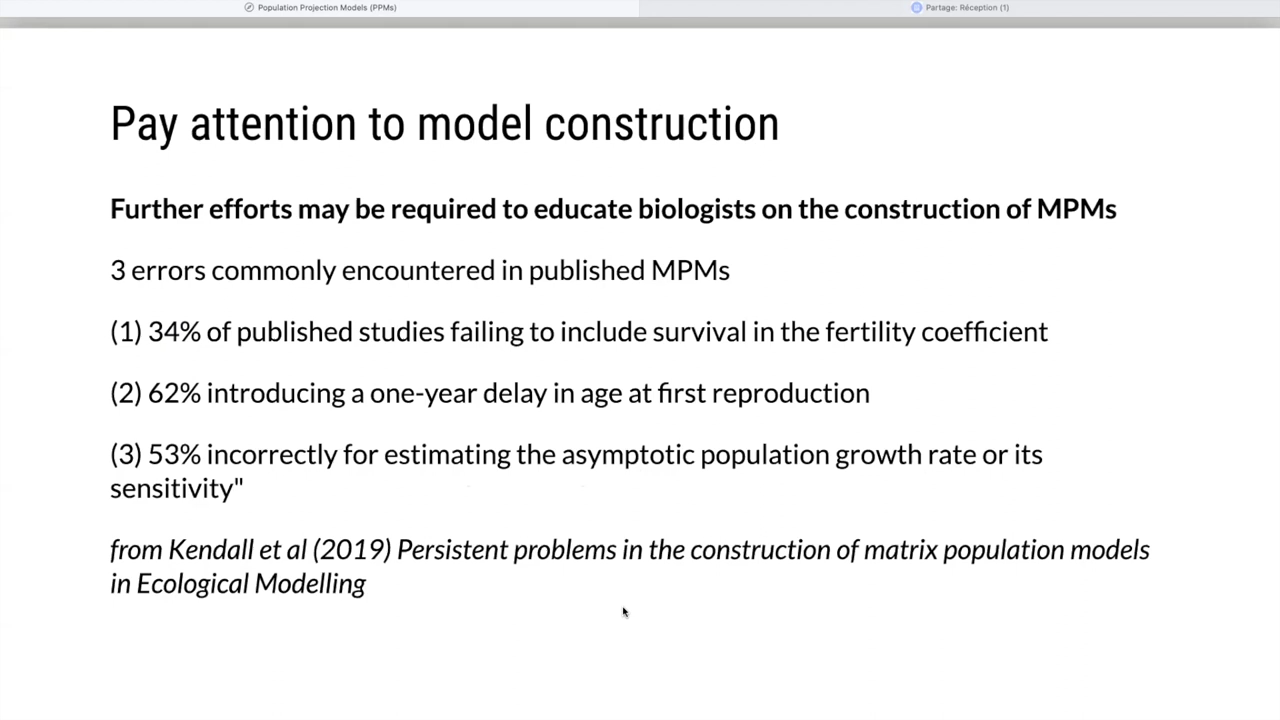 Population Projection Models (PPMs)
Partage: Réception (1)
Pay attention to model construction
Further efforts may be required to educate biologists on the construction of MPMs
3 errors commonly encountered in published MPMs
(1) 34% of published studies failing to include survival in the fertility coefficient
(2) 62% introducing a one-year delay in age at first reproduction
(3) 53% incorrectly for estimating the asymptotic population growth rate or its
sensitivity"
from Kendall et al (2019) Persistent problems in the construction of matrix population models
in Ecological Modelling